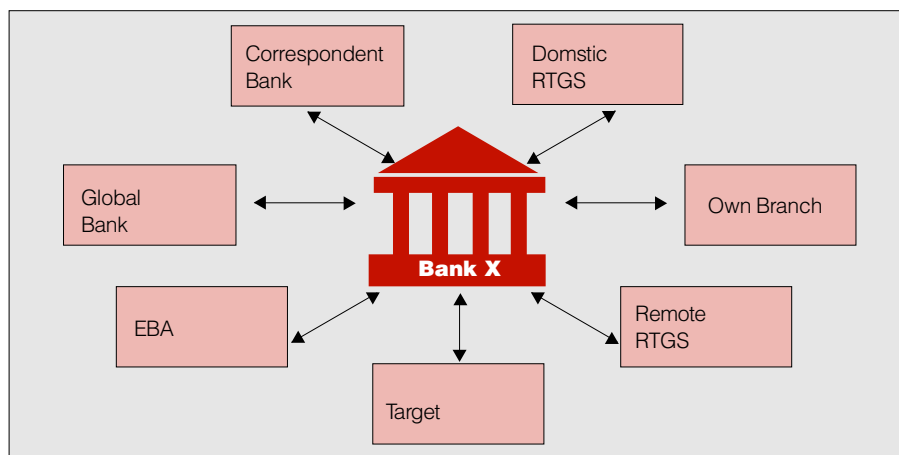 Correspondent
Bank
Domstic
RTGS
Global
Bank
Own Branch
Bank X
EBA
Remote
RTGS
Target